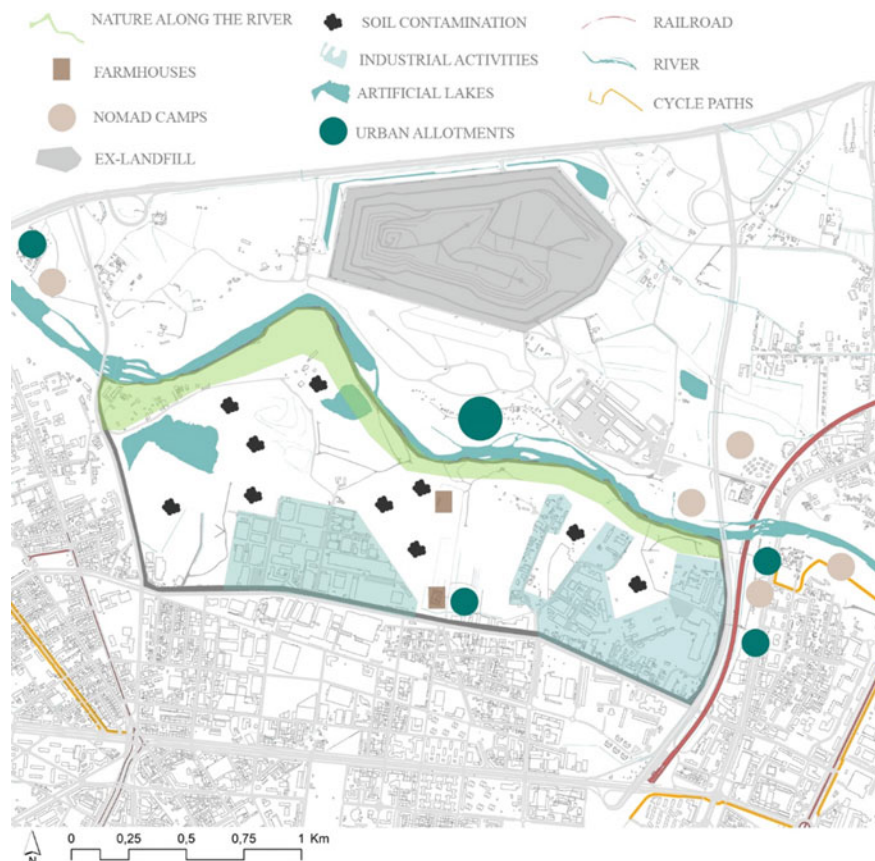 NATURE ALONG THE RIVER
FARMHOUSES
NOMAD CAMPS
EX-LANDFILL
SOIL CONTAMINATION
INDUSTRIAL ACTIVITIES
ARTIFICIAL LAKES
URBAN ALLOTMENTS
RAILROAD
RIVER
CYCLE PATHS
N
0 0,25 0,5 0,75 1 Km